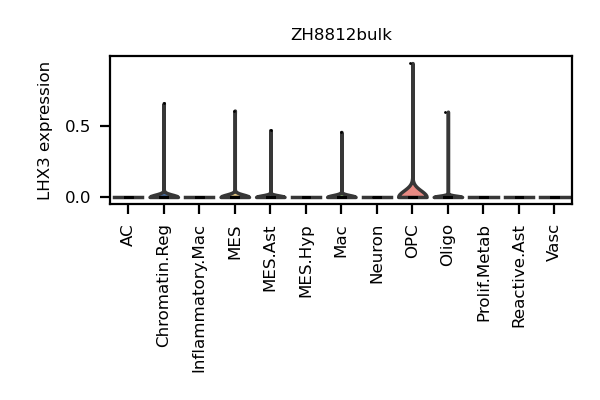 ZH8812bulk
LHX3 expression
0.5
0.0
AC
Chromatin.Reg
Inflammatory.Mac
MES
MES.Ast
MES.Hyp
Mac
Neuron
OPC
Oligo
Prolif.Metab
Reactive.Ast
Vasc